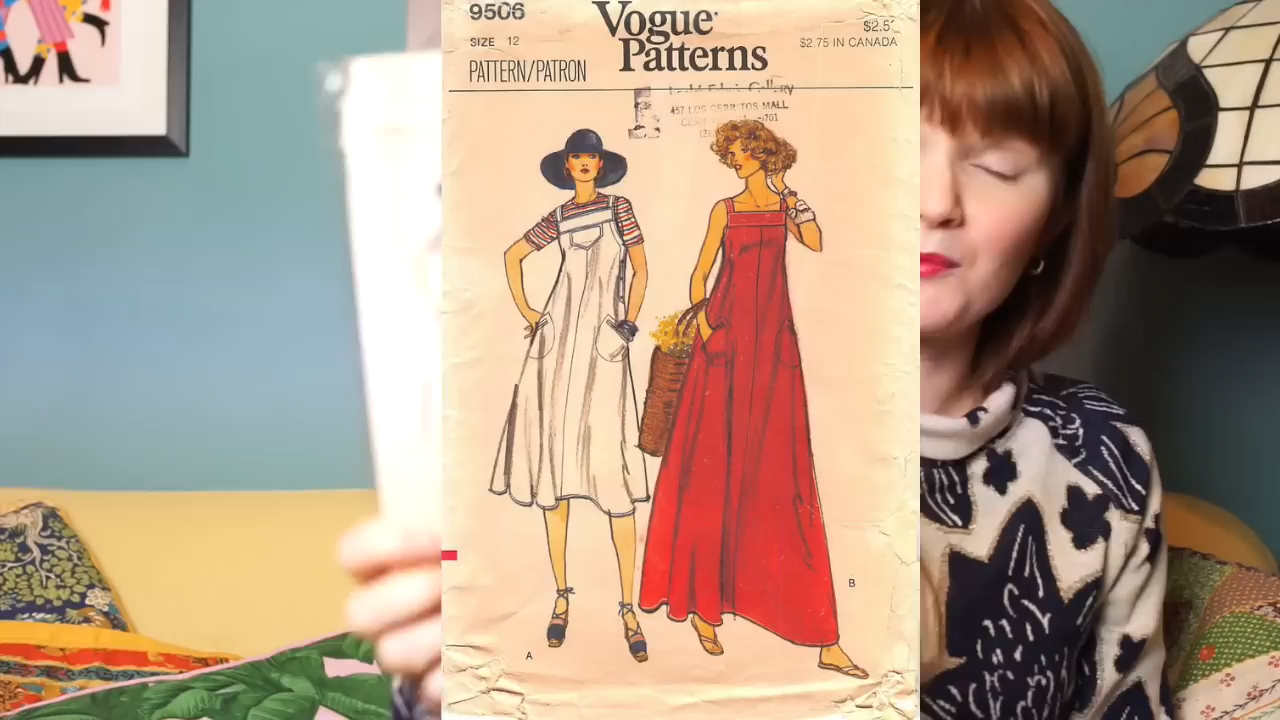 9506
Vogue
Patterns
SIZE 12
PATTERN/PATRON
$2.5
$2.75 IN CANADA
457 LOS CERRITOS MALL
A
B